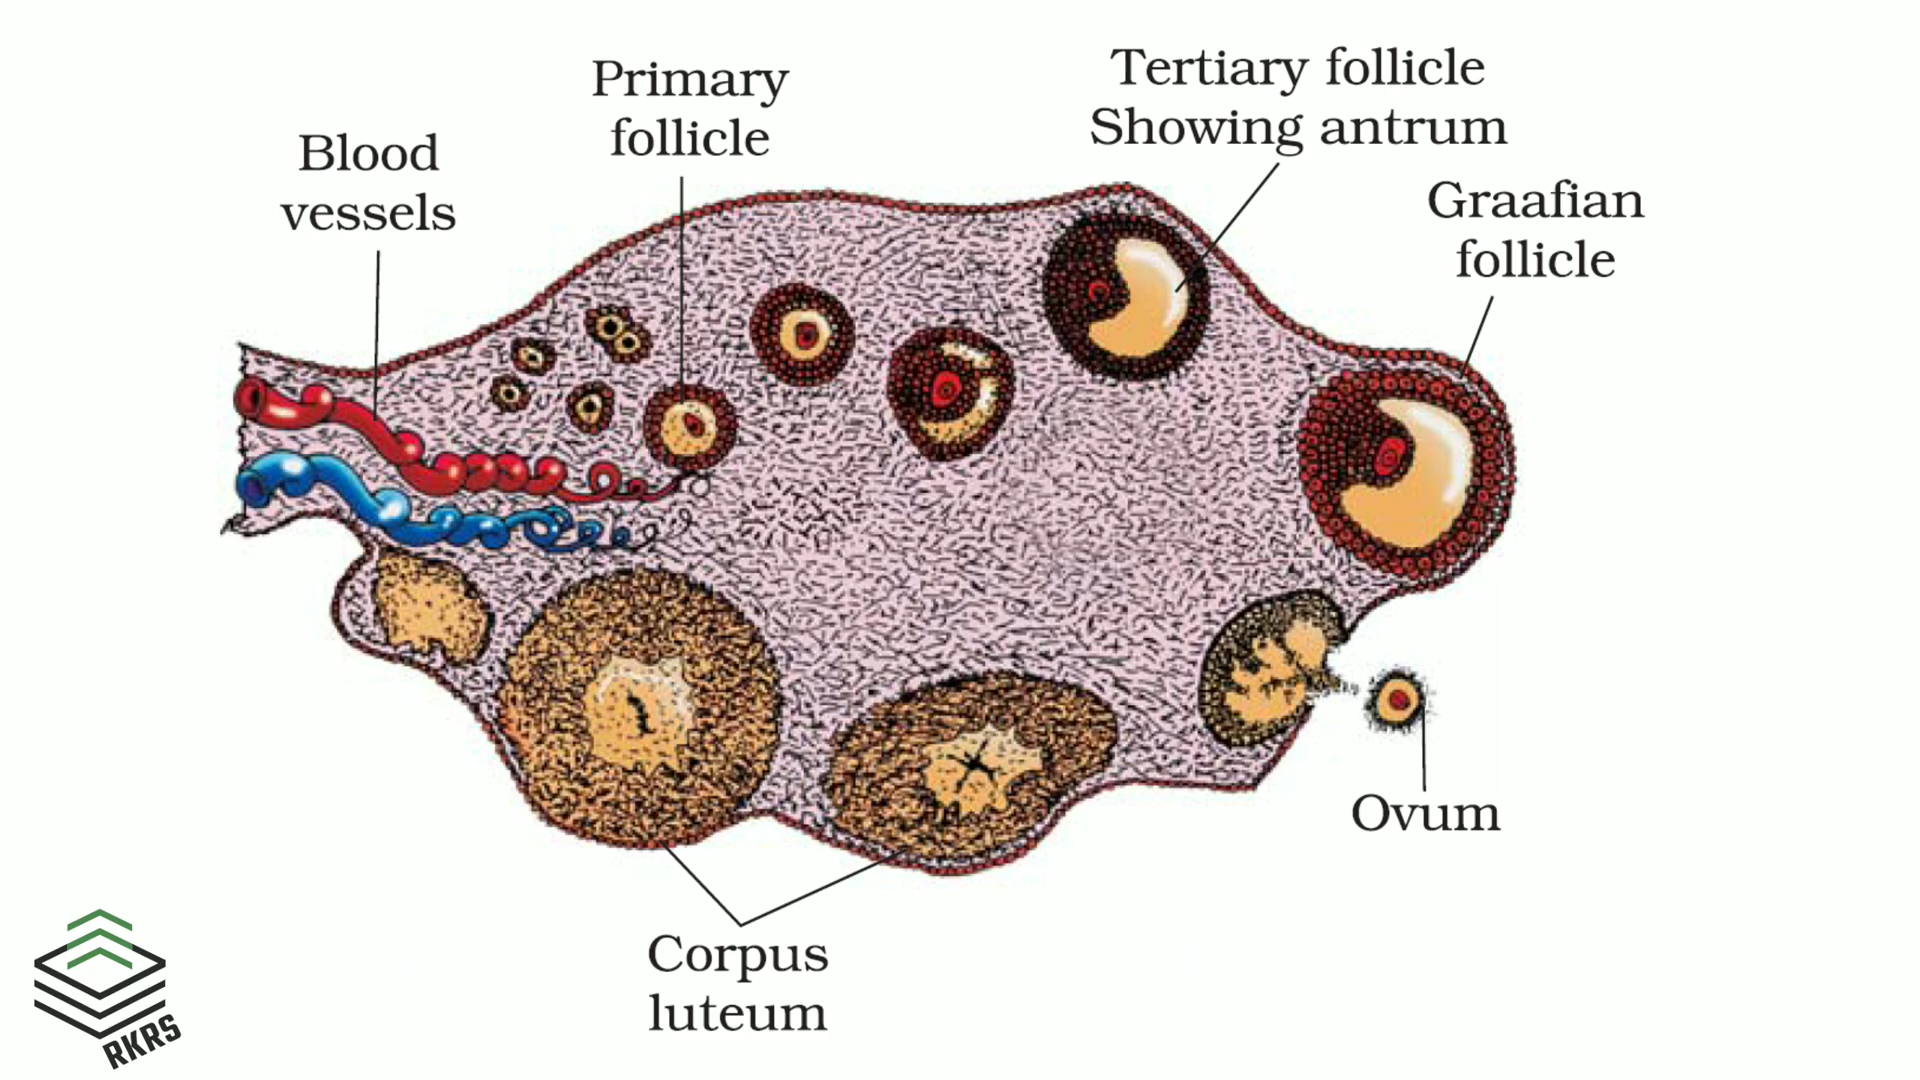 Primary
follicle
Tertiary follicle
Showing antrum
Blood
vessels
Graafian
follicle
Ovum
Corpus
luteum
RKRS